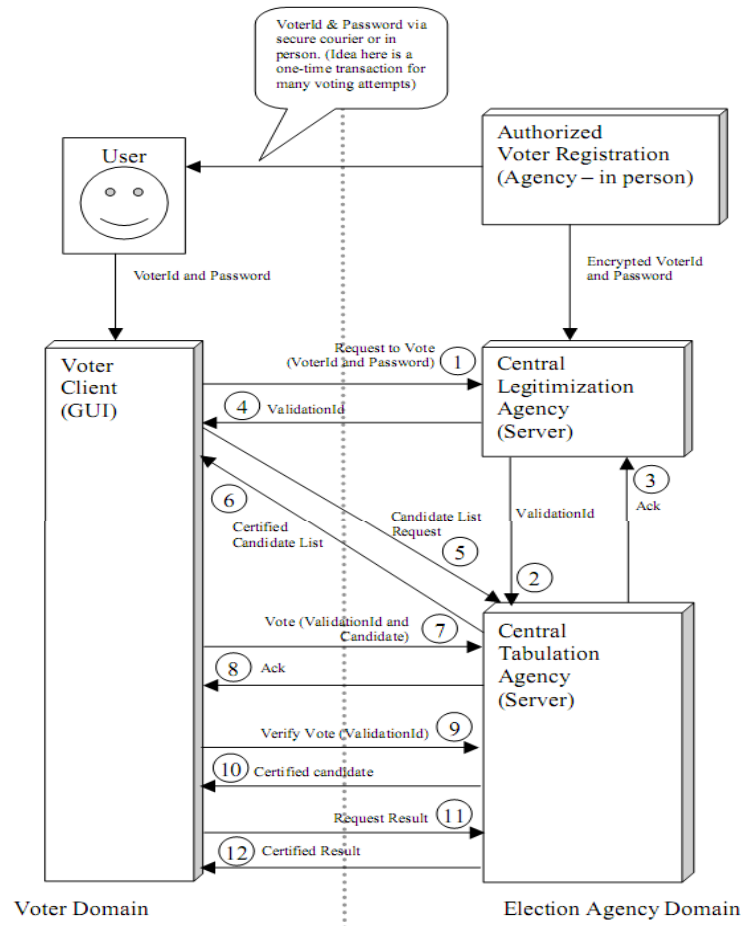 VoterId & Password via
secure courier or in
person. (Idea here is a
one-time transaction for
many voting attempts)
User
Authorized
Voter Registration
(Agency – in person)
VoterId and Password
Encrypted VoterId
and Password
Voter
Client
(GUI)
Request to Vote
(VoterId and Password)
1
Central
Legitimization
Agency
(Server)
4
ValidationId
3
Ack
6
Certified
Candidate List
Candidate List
Request
5
ValidationId
2
Vote (ValidationId and
Candidate)
7
Central
Tabulation
Agency
(Server)
8
Ack
Verify Vote (ValidationId)
9
10
Certified candidate
Request Result
11
12
Certified Result
Voter Domain
Election Agency Domain